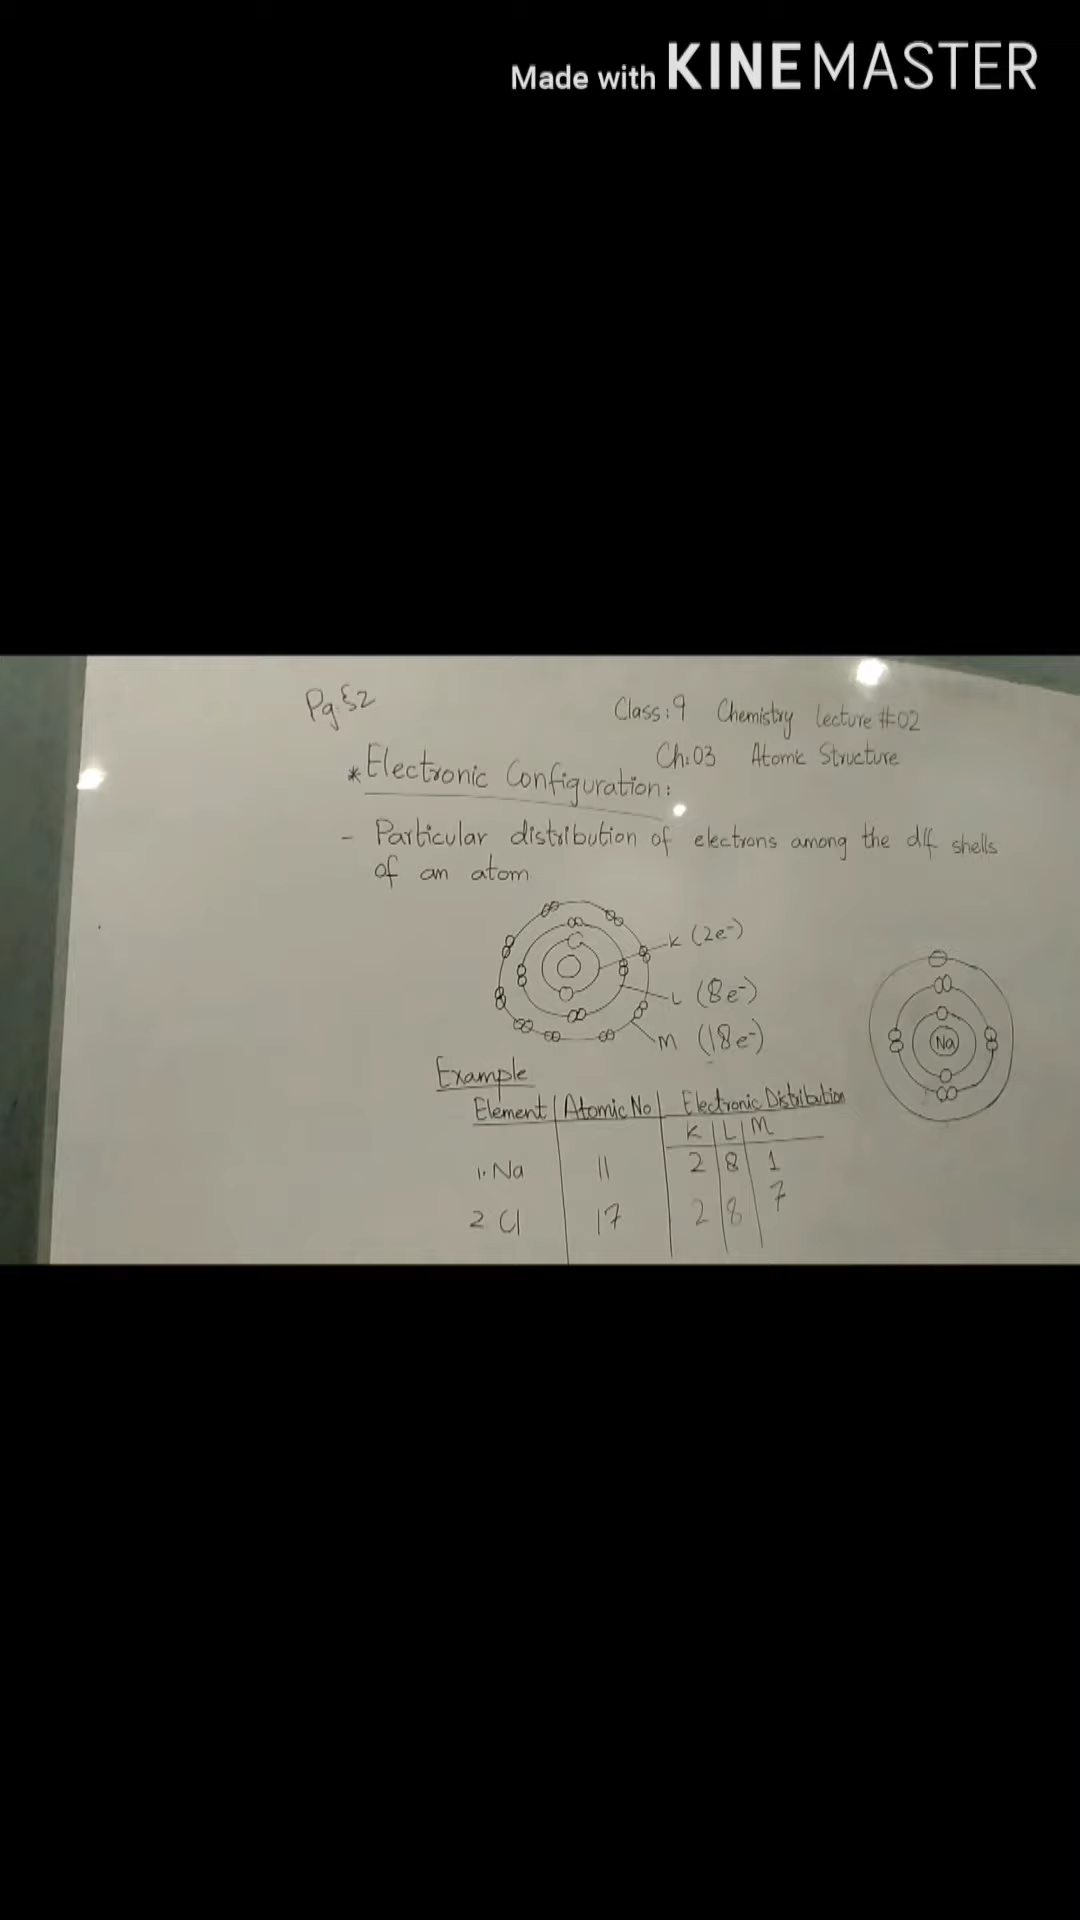 Made with KINEMASTER
Pg 52
Class: 9 Chemistry Lecture #02
Ch:03 Atomic Structure
* Electronic Configuration:
- Particular distribution of electrons among the dif shells
of an atom
K (2e⁻)
L (8e⁻)
M (18e⁻)
Na
Example
Element | Atomic No | Electronic Distribution
K | L | M
1. Na 11 2 8 1
2 Cl 17 2 8 7